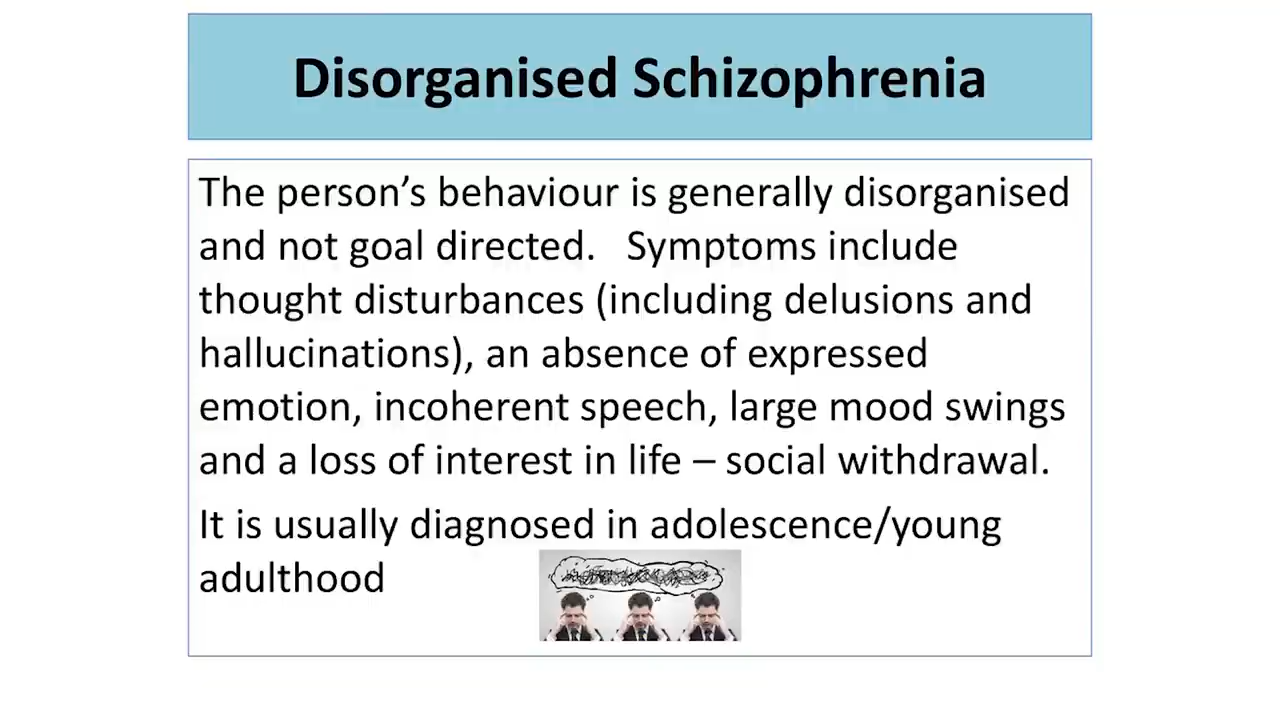 Disorganised Schizophrenia
The person’s behaviour is generally disorganised
and not goal directed.   Symptoms include
thought disturbances (including delusions and
hallucinations), an absence of expressed
emotion, incoherent speech, large mood swings
and a loss of interest in life – social withdrawal.
It is usually diagnosed in adolescence/young
adulthood